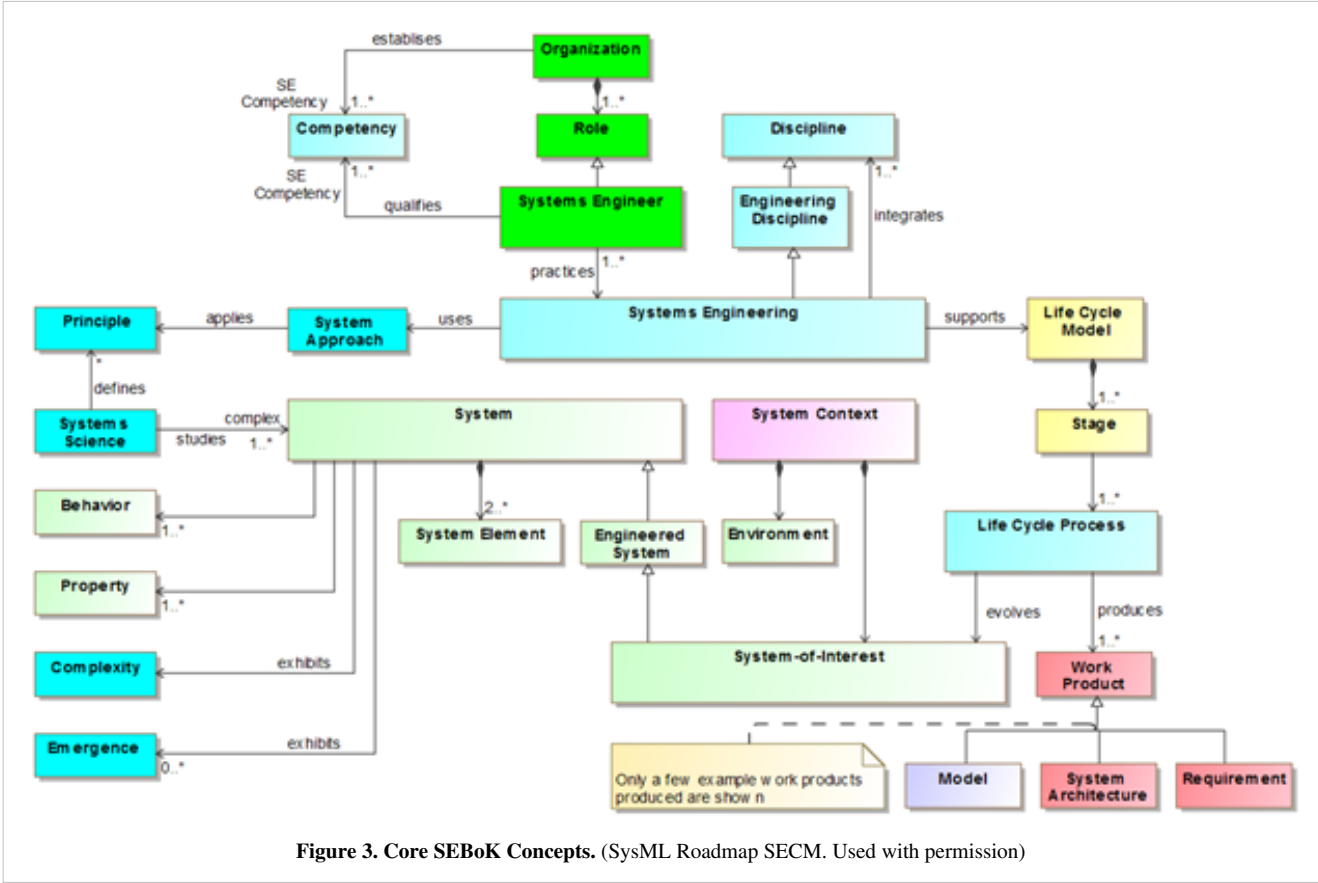 establises
Organization
SE
Competency
1..*
1..*
Competency
Role
Discipline
SE
Competency
1..*
1..*
qualifies
Systems Engineer
Engineering
Discipline
integrates
practices
1..*
Principle
applies
System
Approach
uses
Systems Engineering
supports
Life Cycle
Model
*
defines
1..*
Systems
Science
studies
complex
1..*
System
System Context
Stage
Behavior
1..*
2..*
1..*
System Element
Engineered
System
Environment
Life Cycle Process
Property
1..*
evolves
produces
1..*
Complexity
exhibits
System-of-Interest
Work
Product
Emergence
0..*
exhibits
Only a few example work products
produced are shown
Model
System
Architecture
Requirement
Figure 3. Core SEBoK Concepts. (SysML Roadmap SECM. Used with permission)